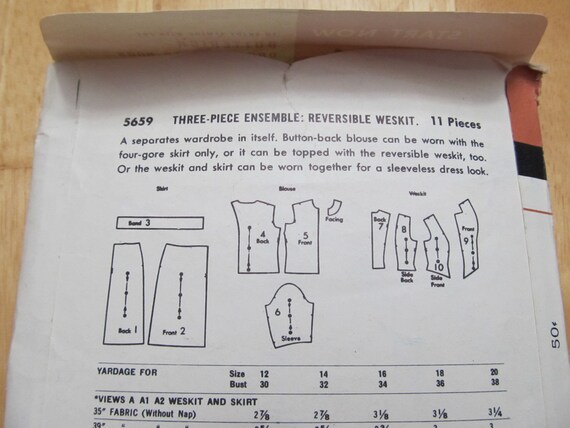 START NOW
5659 THREE-PIECE ENSEMBLE: REVERSIBLE WESKIT. 11 Pieces
A separates wardrobe in itself. Button-back blouse can be worn with the
four-gore skirt only, or it can be topped with the reversible weskit, too.
Or the weskit and skirt can be worn together for a sleeveless dress look.
Skirt Blouse Weskit
Band 3
4 Back
5 Front
Facing
Back 1
Front 2
6 Sleeve
7 Back
8 Side Back
10 Side Front
Front 9
50¢
YARDAGE FOR Size 12 14 16 18 20
Bust 30 32 34 36 38
*VIEWS A A1 A2 WESKIT AND SKIRT
35" FABRIC (Without Nap) 2⅞ 2⅞ 3⅛ 3⅛ 3¼
39" " " "